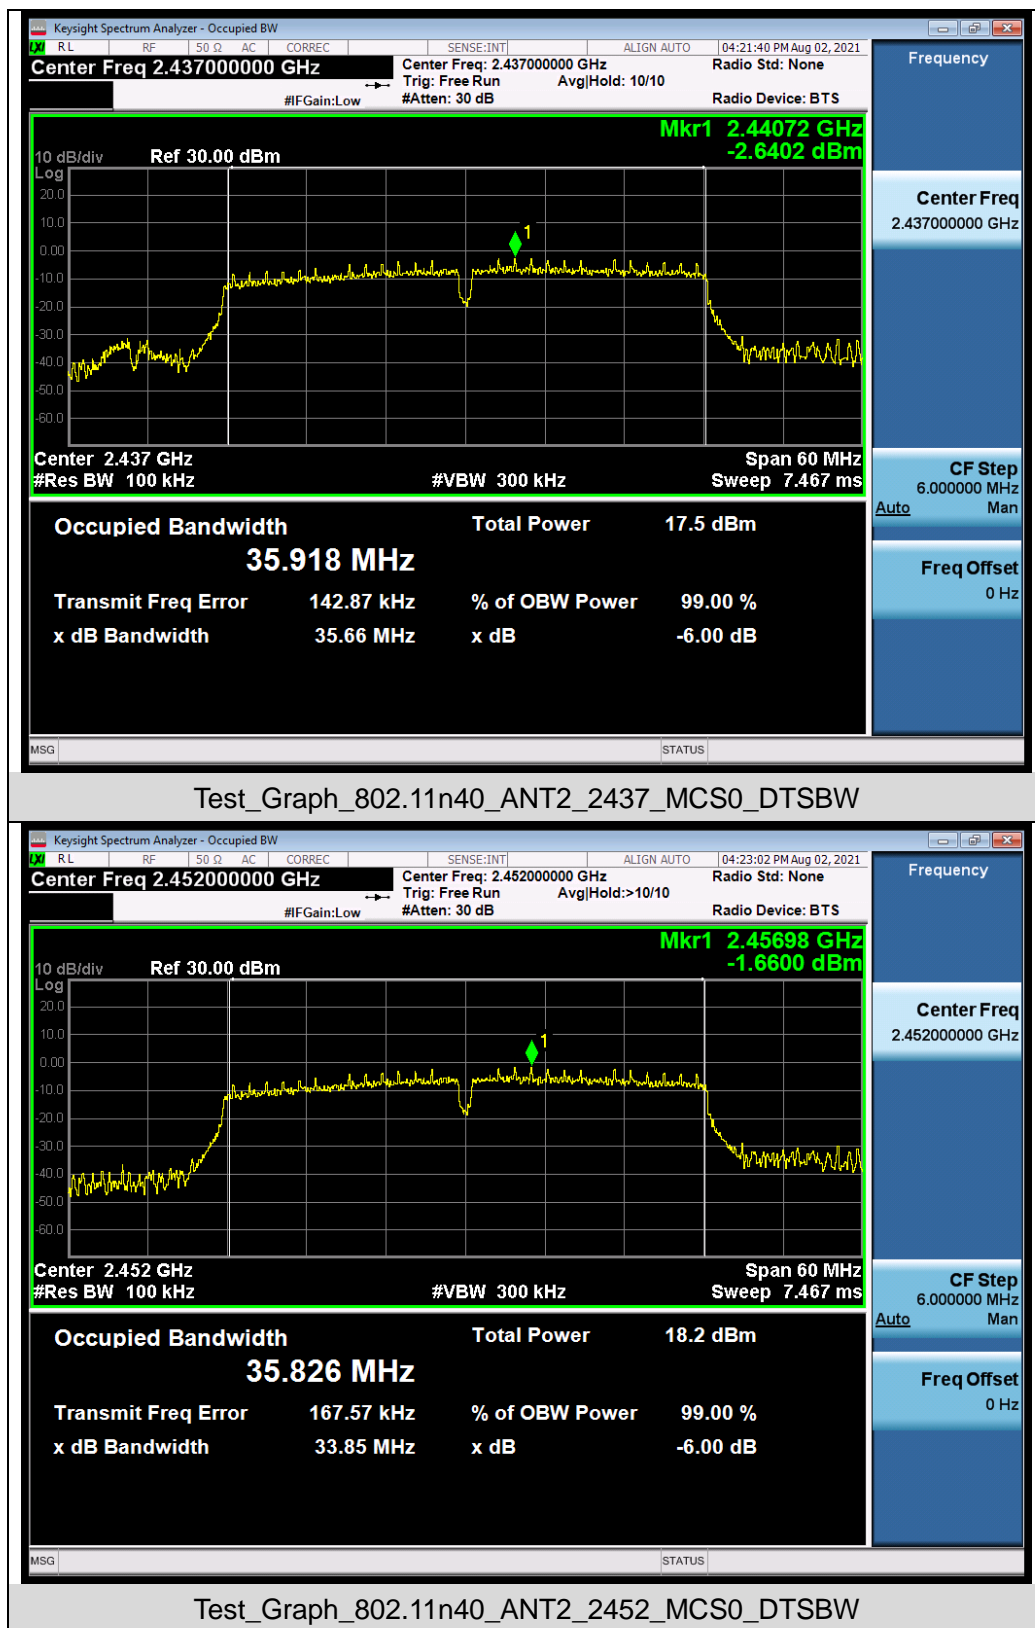 Keysight Spectrum Analyzer - Occupied BW
LXI RL RF 50 Ω AC CORREC SENSE:INT ALIGN AUTO 04:21:40 PM Aug 02, 2021
Center Freq 2.437000000 GHz
Center Freq: 2.437000000 GHz
Radio Std: None
Trig: Free Run Avg|Hold: 10/10
#IFGain:Low #Atten: 30 dB Radio Device: BTS
Frequency
Mkr1 2.44072 GHz
-2.6402 dBm
10 dB/div Ref 30.00 dBm
Log
20.0
10.0
0.00
-10.0
-20.0
-30.0
-40.0
-50.0
-60.0
1
Center 2.437 GHz Span 60 MHz
#Res BW 100 kHz #VBW 300 kHz Sweep 7.467 ms
Occupied Bandwidth Total Power 17.5 dBm
35.918 MHz
Transmit Freq Error 142.87 kHz % of OBW Power 99.00 %
x dB Bandwidth 35.66 MHz x dB -6.00 dB
Center Freq
2.437000000 GHz
CF Step
6.000000 MHz
Auto Man
Freq Offset
0 Hz
MSG STATUS
Test_Graph_802.11n40_ANT2_2437_MCS0_DTSBW
Keysight Spectrum Analyzer - Occupied BW
LXI RL RF 50 Ω AC CORREC SENSE:INT ALIGN AUTO 04:23:02 PM Aug 02, 2021
Center Freq 2.452000000 GHz
Center Freq: 2.452000000 GHz
Radio Std: None
Trig: Free Run Avg|Hold:>10/10
#IFGain:Low #Atten: 30 dB Radio Device: BTS
Frequency
Mkr1 2.45698 GHz
-1.6600 dBm
10 dB/div Ref 30.00 dBm
Log
20.0
10.0
0.00
-10.0
-20.0
-30.0
-40.0
-50.0
-60.0
1
Center 2.452 GHz Span 60 MHz
#Res BW 100 kHz #VBW 300 kHz Sweep 7.467 ms
Occupied Bandwidth Total Power 18.2 dBm
35.826 MHz
Transmit Freq Error 167.57 kHz % of OBW Power 99.00 %
x dB Bandwidth 33.85 MHz x dB -6.00 dB
Center Freq
2.452000000 GHz
CF Step
6.000000 MHz
Auto Man
Freq Offset
0 Hz
MSG STATUS
Test_Graph_802.11n40_ANT2_2452_MCS0_DTSBW